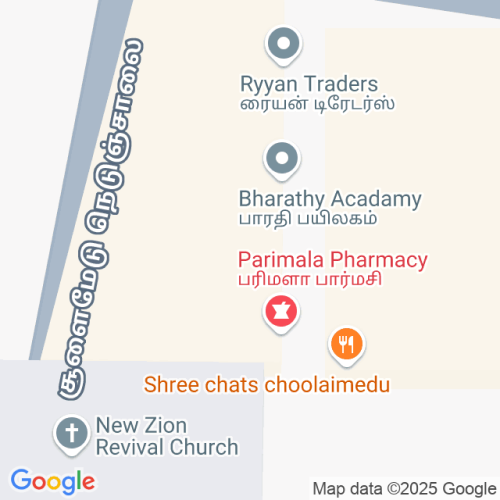 Ryyan Traders
ரையன் டிரேடர்ஸ்
சூளைமேடு நெடுஞ்சாலை
Bharathy Acadamy
பாரதி பயிலகம்
Parimala Pharmacy
பரிமளா பார்மசி
Shree chats choolaimedu
New Zion
Revival Church
Google
Map data ©2025 Google